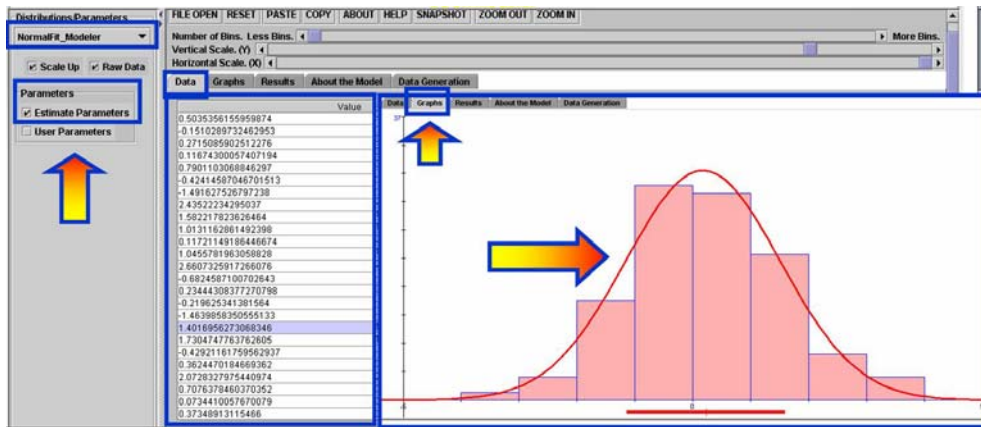 Distributions/Parameters
NormalFit_Modeler
Scale Up Raw Data
Parameters
Estimate Parameters
User Parameters
FILE OPEN RESET PASTE COPY ABOUT HELP SNAPSHOT ZOOM OUT ZOOM IN
Number of Bins. Less Bins. More Bins.
Vertical Scale. (Y)
Horizontal Scale. (X)
Data Graphs Results About the Model Data Generation
Value
0.5035356155959874
-0.1510289732462953
0.2715085902512276
0.11674300057407194
0.7901103068846297
-0.42414587046701513
-1.491627526797238
2.43522234295037
1.582217823626464
1.0131162861492398
0.11721149186446674
1.0455781963058828
2.6607325917266076
-0.6824587100702643
0.23444308377270798
-0.219625341381564
-1.4639858350555133
1.4016956273068346
1.7304747763762605
-0.42921161759562937
0.3624470184669362
2.0728327975440974
0.7076378460370352
0.0734410057670079
0.37348913115466
Data Graphs Results About the Model Data Generation
37
0